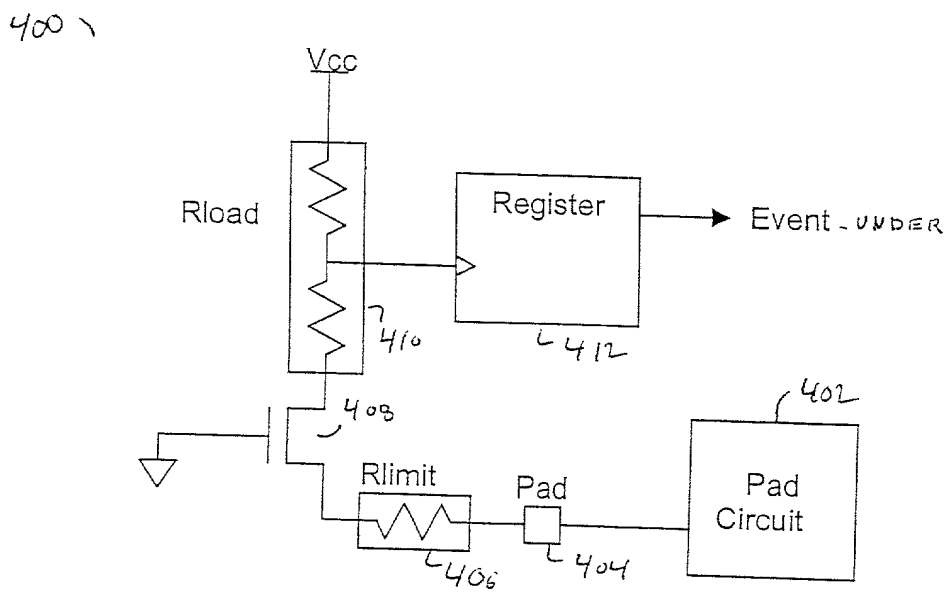 400
Vcc
Rload
Register
Event_UNDER
410
412
408
402
Rlimit
Pad
Pad
Circuit
406
404